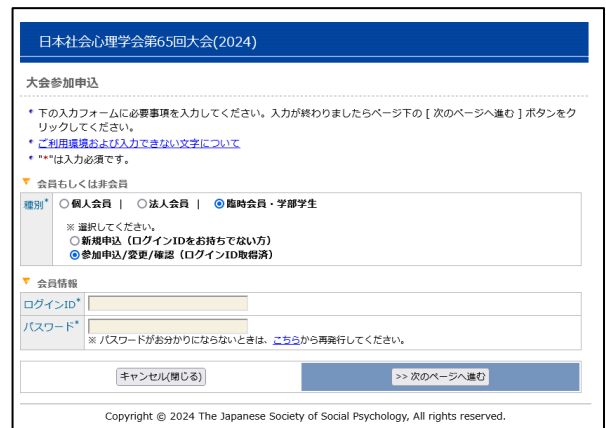 日本社会心理学会第65回大会(2024)
大会参加申込
下の入力フォームに必要事項を入力してください。入力が終わりましたらページ下の [ 次のページへ進む ] ボタンをク
リックしてください。
ご利用環境および入力できない文字について
"*"は入力必須です。
会員もしくは非会員
種別* 個人会員 | 法人会員 | 臨時会員・学部学生
※ 選択してください。
新規申込（ログインIDをお持ちでない方）
参加申込/変更/確認（ログインID取得済）
会員情報
ログインID*
パスワード*
※ パスワードがお分かりにならないときは、こちらから再発行してください。
キャンセル(閉じる) >> 次のページへ進む
Copyright © 2024 The Japanese Society of Social Psychology, All rights reserved.